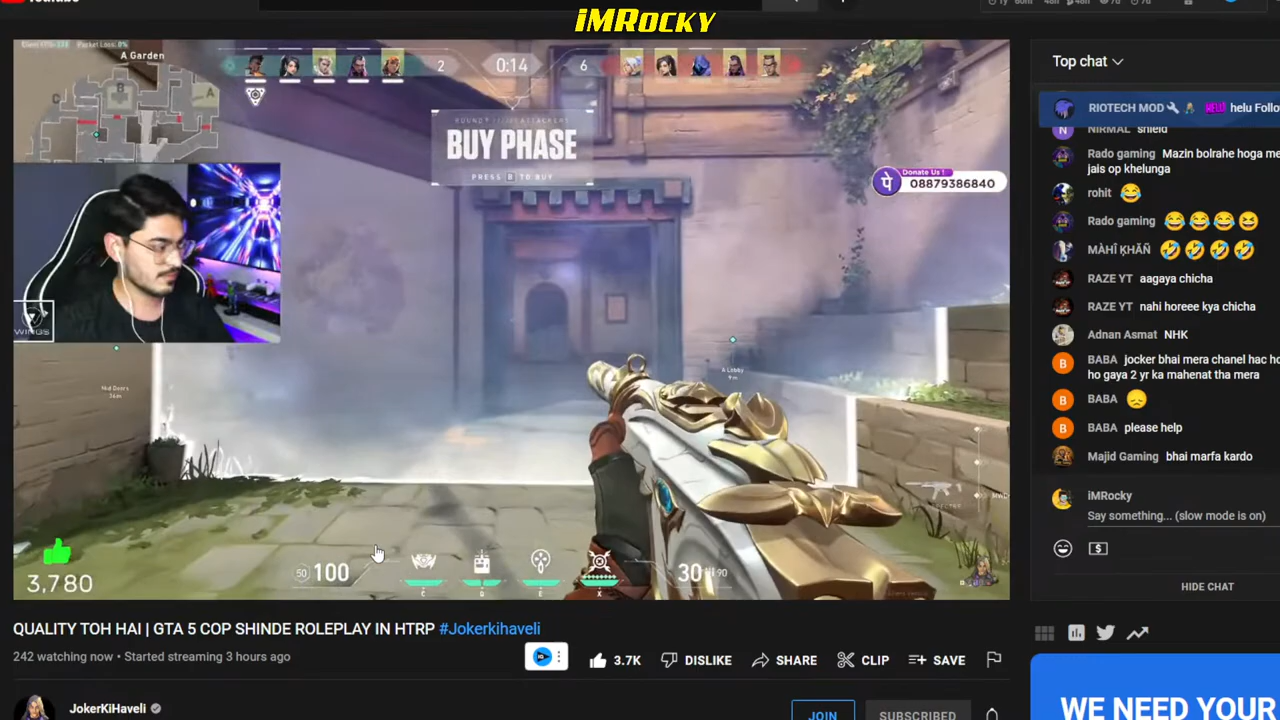 iMRocky
A Garden
2
0:14
6
BUY PHASE
PRESS B TO BUY
Donate Us !
08879386840
C
B
A
WINGS
A Lobby
9m
50
100
30
90
C
Q
E
X
3,780
QUALITY TOH HAI | GTA 5 COP SHINDE ROLEPLAY IN HTRP #Jokerkihaveli
242 watching now • Started streaming 3 hours ago
3.7K
DISLIKE
SHARE
CLIP
SAVE
JokerKiHaveli
JOIN
SUBSCRIBED
Top chat
RIOTECH MOD helu Follo
NIRMAL shield
Rado gaming Mazin bolrahe hoga me
jais op khelunga
rohit 😂
Rado gaming 😂😂😂😆
MÀHÎ ҚHÃÑ 🤣🤣🤣🤣
RAZE YT aagaya chicha
RAZE YT nahi horeee kya chicha
Adnan Asmat NHK
BABA jocker bhai mera chanel hac ho
ho gaya 2 yr ka mahenat tha mera
BABA 😞
BABA please help
Majid Gaming bhai marfa kardo
iMRocky
Say something... (slow mode is on)
HIDE CHAT
WE NEED YOUR